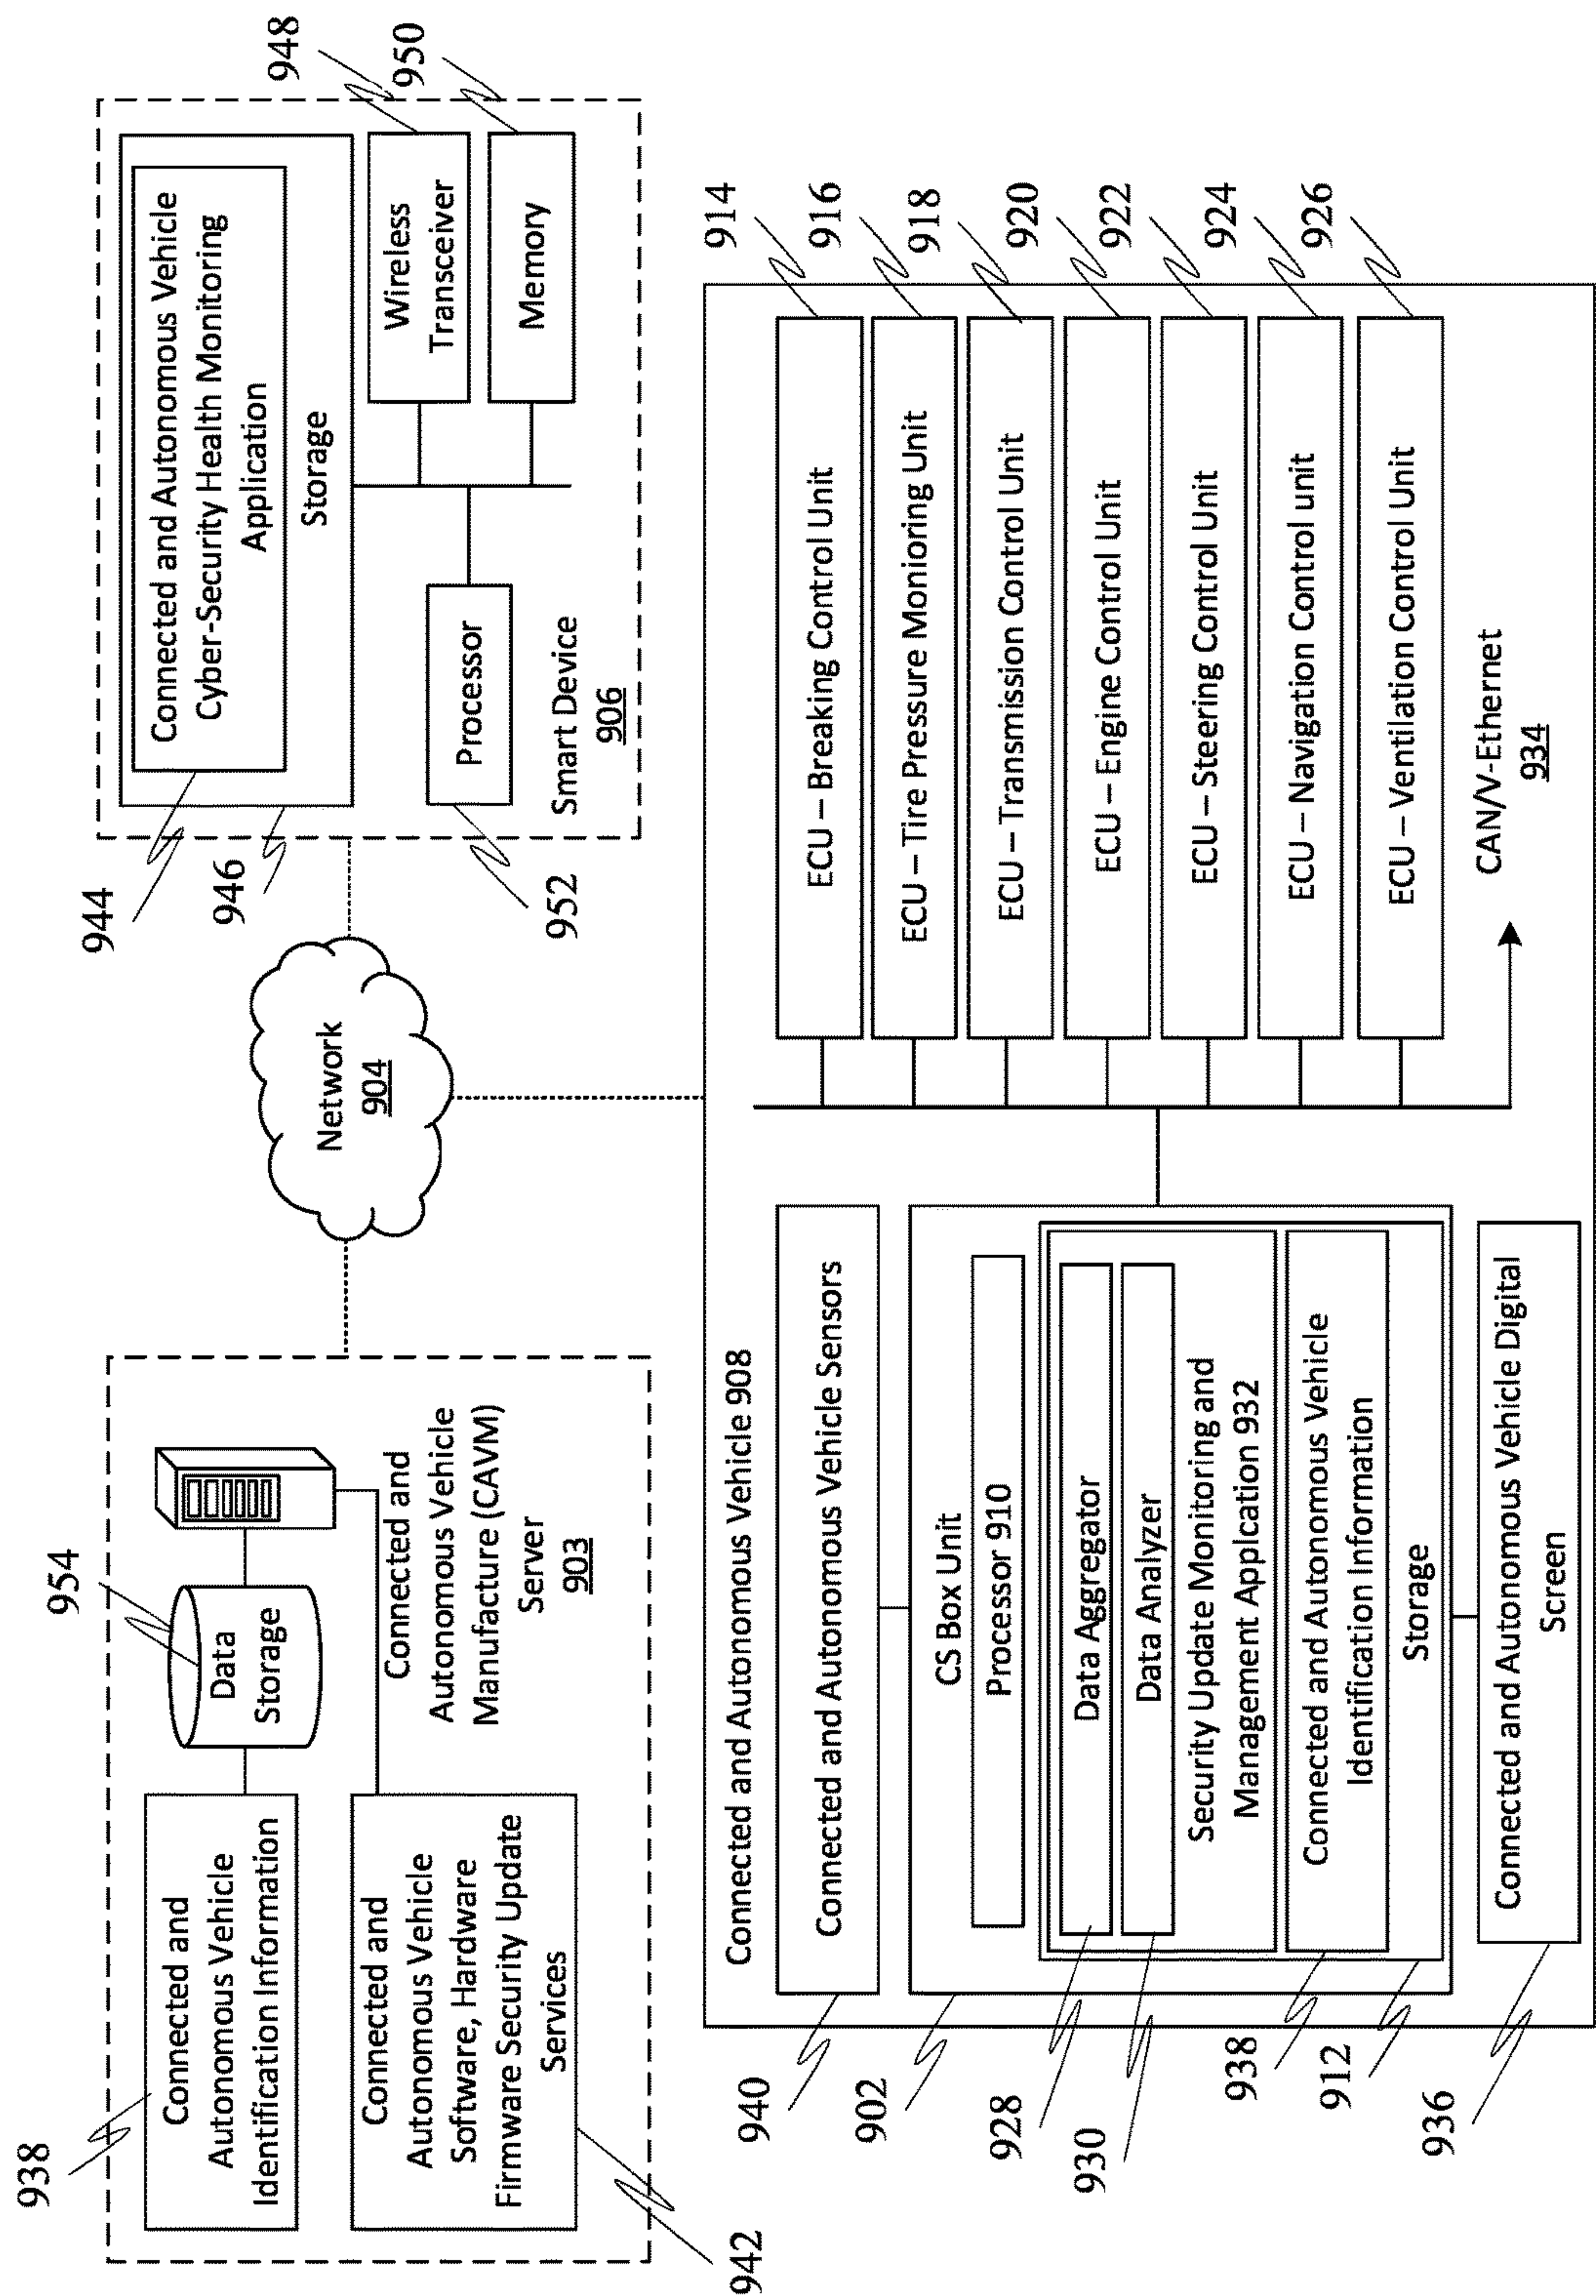 938
Connected and
Autonomous Vehicle
Identification Information
954
Data
Storage
Connected and
Autonomous Vehicle
Software, Hardware
Firmware Security Update
Services
942
Connected and
Autonomous Vehicle
Manufacture (CAVM)
Server
903
Network
904
944
946
952
Connected and Autonomous Vehicle
Cyber-Security Health Monitoring
Application
Storage
948
Wireless
Transceiver
950
Memory
Processor
Smart Device
906
Connected and Autonomous Vehicle 908
940
Connected and Autonomous Vehicle Sensors
902
CS Box Unit
Processor 910
928
Data Aggregator
930
Data Analyzer
Security Update Monitoring and
Management Application 932
938
Connected and Autonomous Vehicle
Identification Information
912
Storage
936
Connected and Autonomous Vehicle Digital
Screen
ECU – Breaking Control Unit
914
ECU – Tire Pressure Monioring Unit
916
ECU – Transmission Control Unit
918
ECU – Engine Control Unit
920
ECU – Steering Control Unit
922
ECU – Navigation Control unit
924
ECU – Ventilation Control Unit
926
CAN/V-Ethernet
934